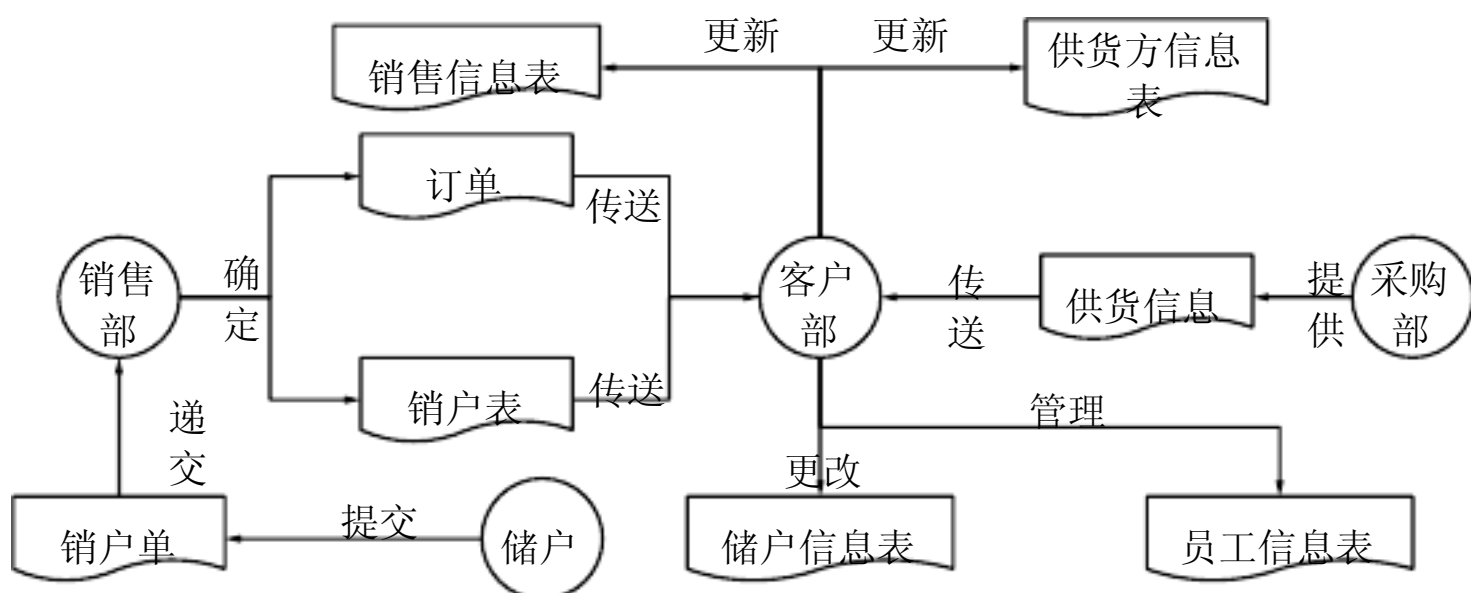 更新
更新
销售信息表
供货方信息
表
订单
传送
销售
部
确
定
客户
部
传
送
供货信息
提
供
采购
部
销户表
传送
管理
递
交
更改
销户单
提交
储户
储户信息表
员工信息表